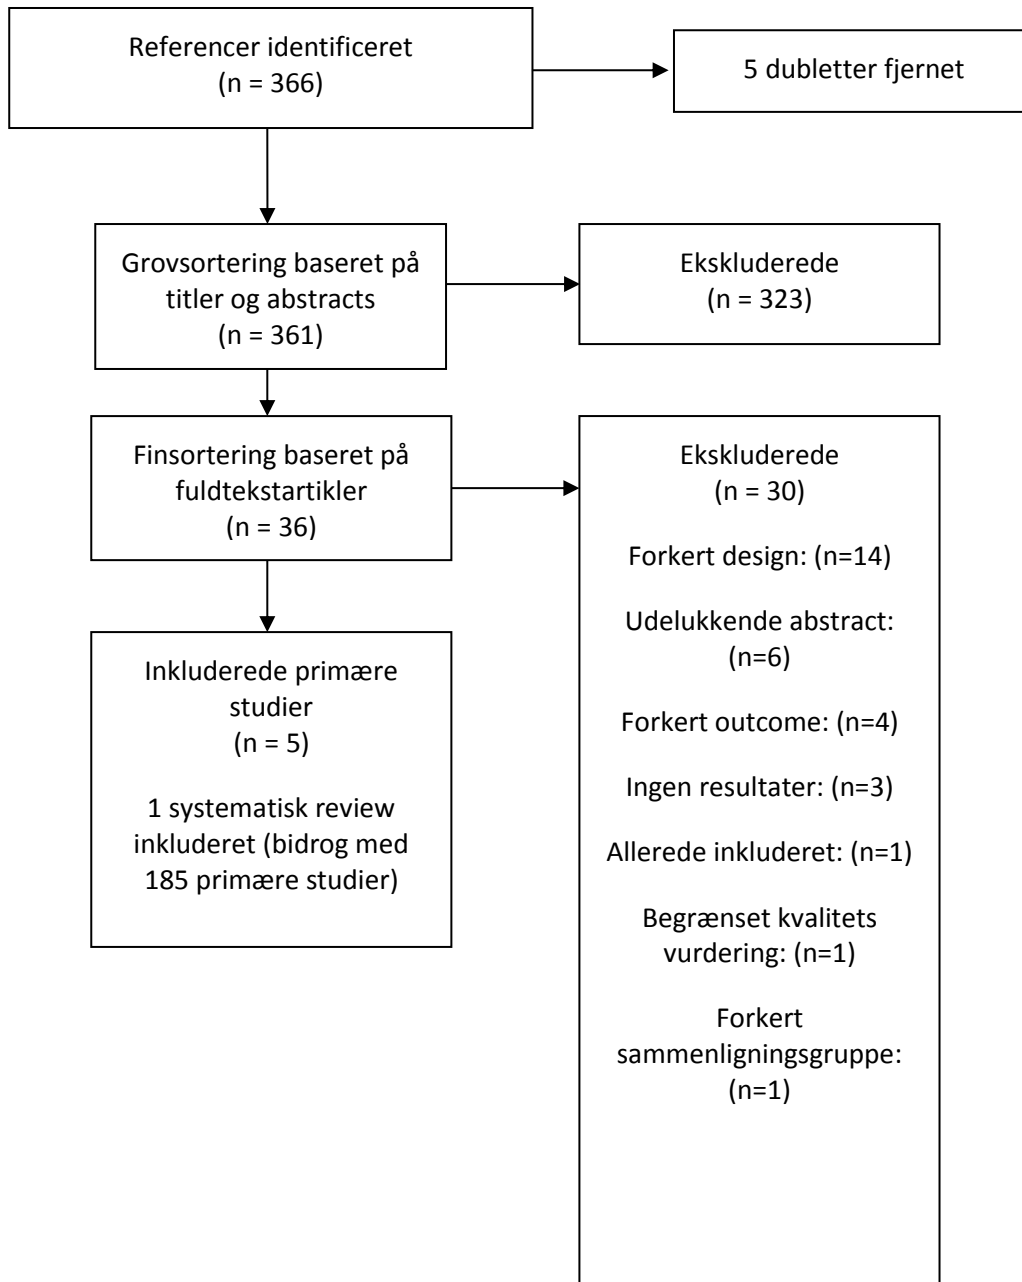 Referencer identificeret
(n = 366)
5 dubletter fjernet
Grovsortering baseret på
titler og abstracts
(n = 361)
Ekskluderede
(n = 323)
Finsortering baseret på
fuldtekstartikler
(n = 36)
Ekskluderede
(n = 30)
Forkert design: (n=14)
Udelukkende abstract:
(n=6)
Forkert outcome: (n=4)
Ingen resultater: (n=3)
Allerede inkluderet: (n=1)
Begrænset kvalitets
vurdering: (n=1)
Forkert
sammenligningsgruppe:
(n=1)
Inkluderede primære
studier
(n = 5)
1 systematisk review
inkluderet (bidrog med
185 primære studier)